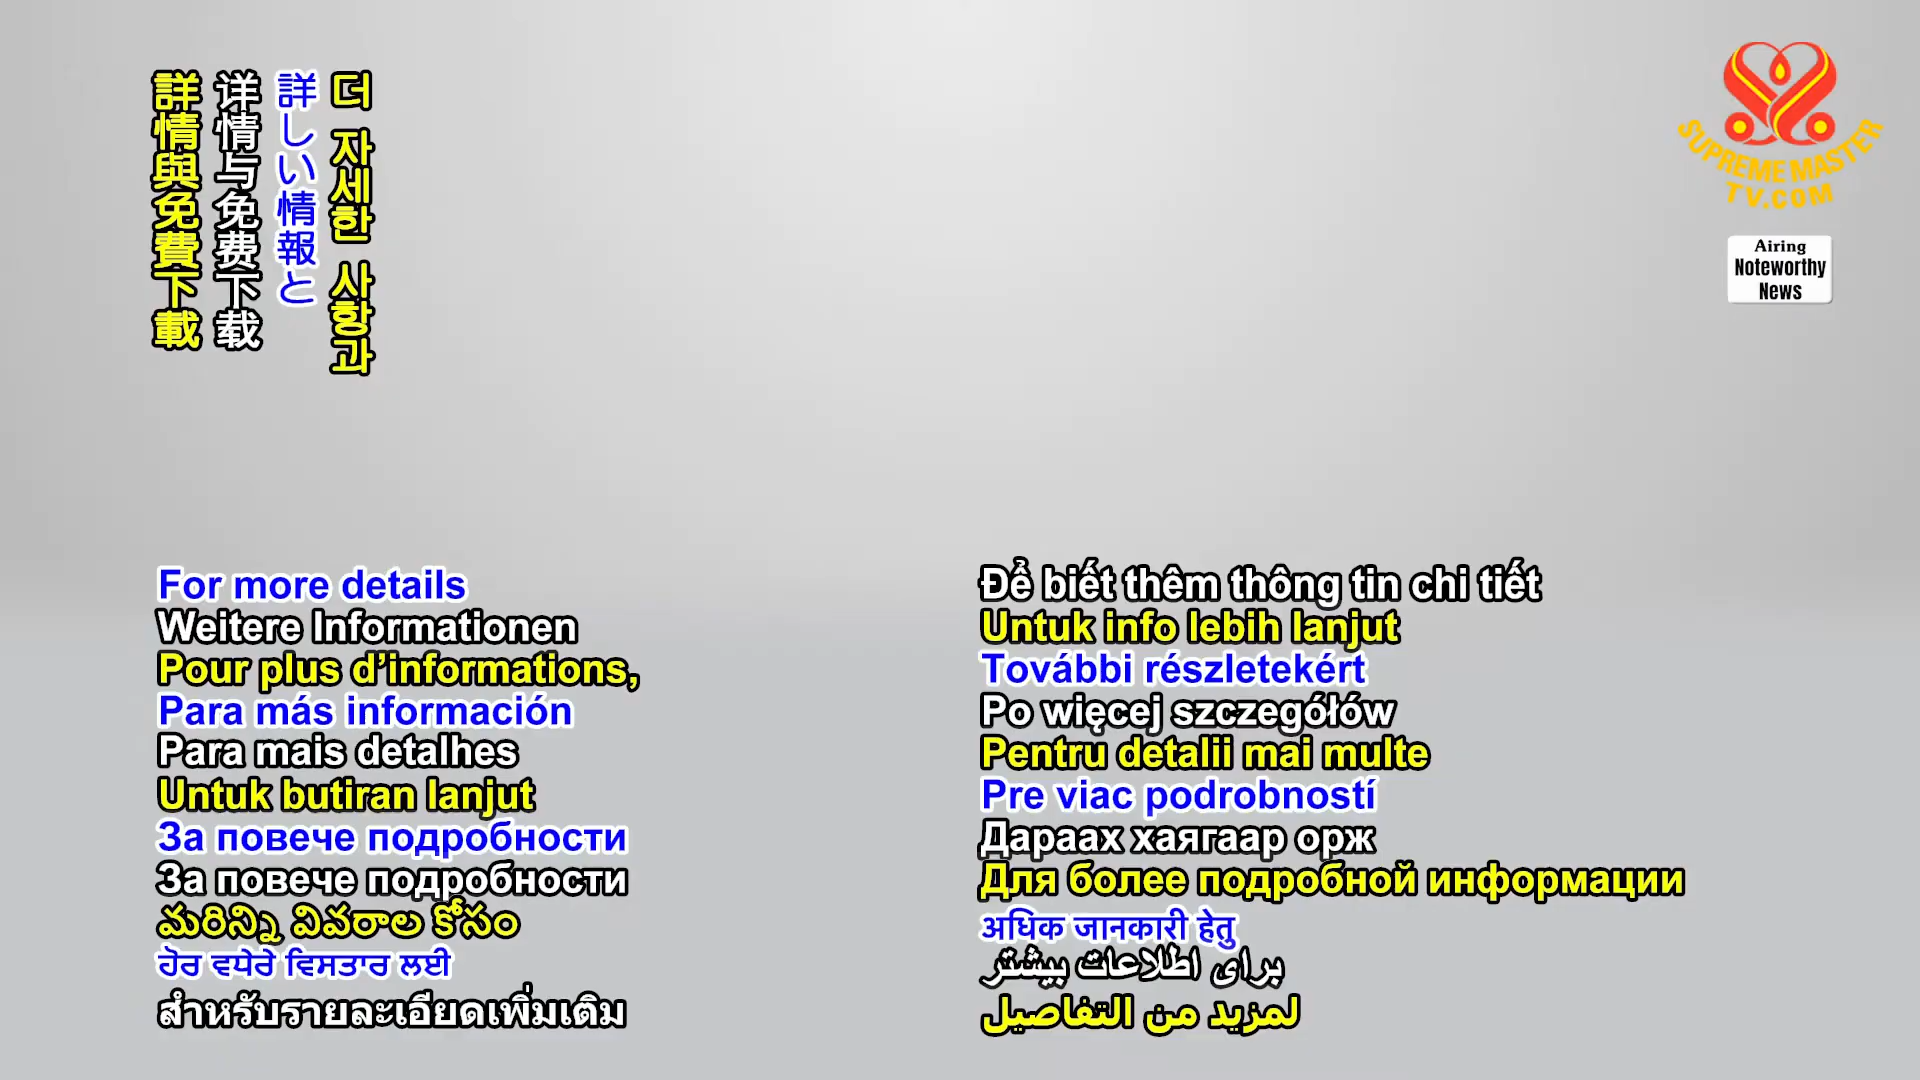 詳情與免費下載
详情与免费下载
詳しい情報と
더 자세한 사항과
SUPREME MASTER
TV.COM
Airing
Noteworthy
News
For more details
Weitere Informationen
Pour plus d’informations,
Para más información
Para mais detalhes
Untuk butiran lanjut
За повече подробности
За повече подробности
మరిన్ని వివరాల కోసం
ਹੋਰ ਵਧੇਰੇ ਵਿਸਤਾਰ ਲਈ
สำหรับรายละเอียดเพิ่มเติม
Để biết thêm thông tin chi tiết
Untuk info lebih lanjut
További részletekért
Po więcej szczegółów
Pentru detalii mai multe
Pre viac podrobností
Дараах хаягаар орж
Для более подробной информации
अधिक जानकारी हेतु
برای اطلاعات بیشتر
لمزيد من التفاصيل